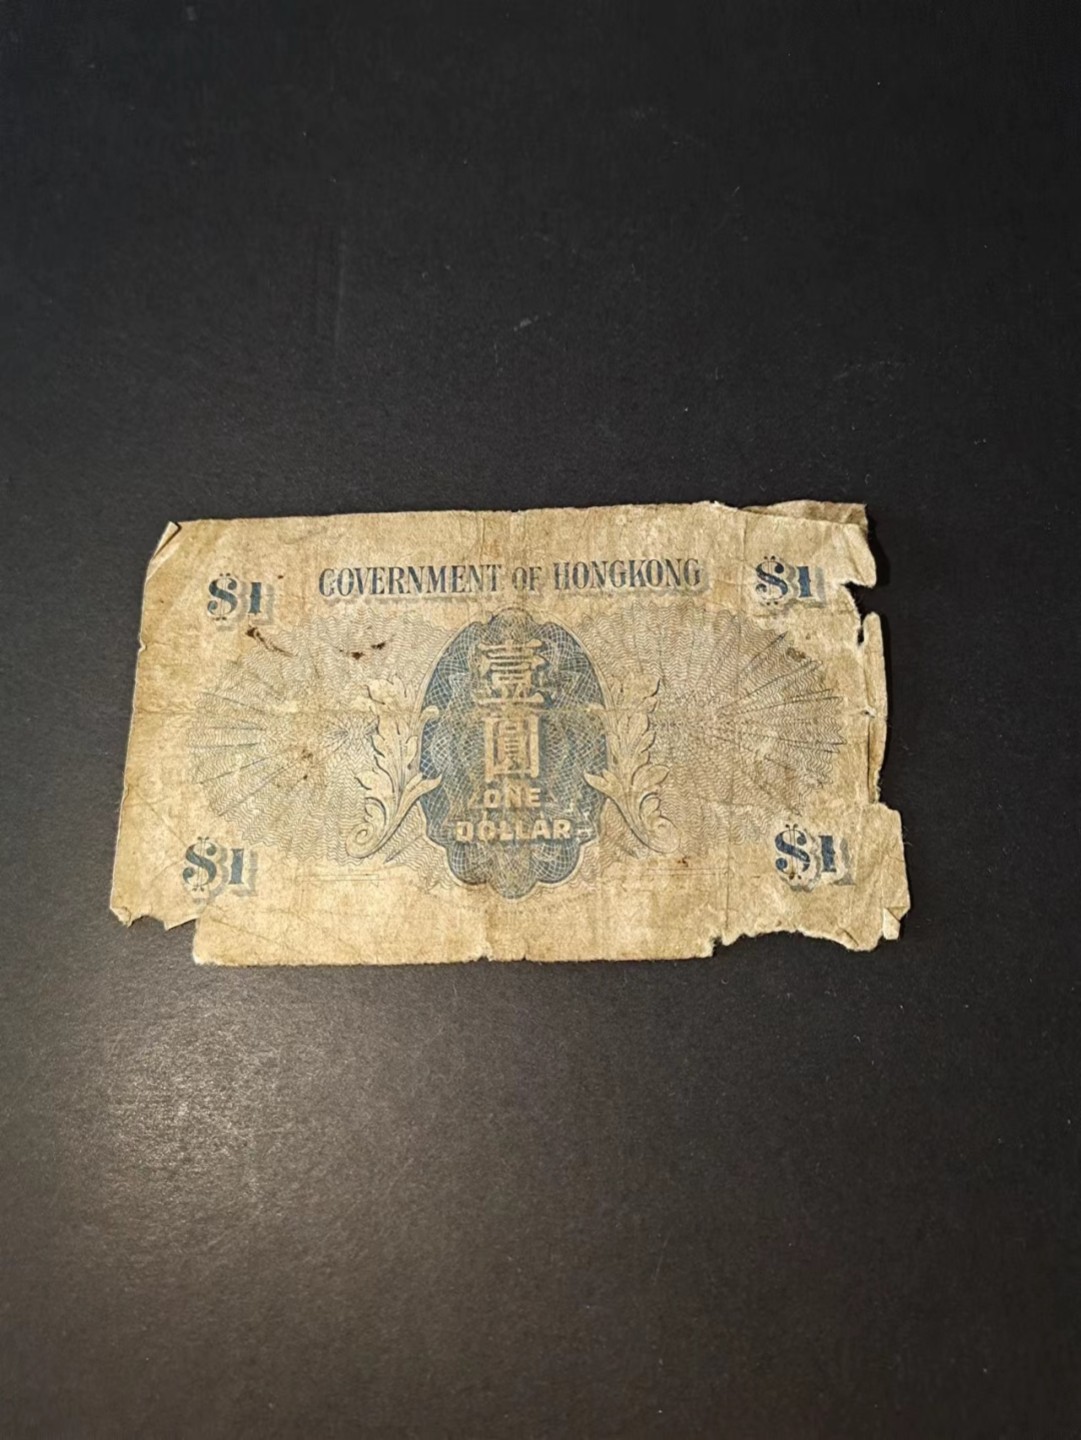 $1 GOVERNMENT OF HONGKONG $1
壹
圓
ONE
DOLLAR
$1 $1